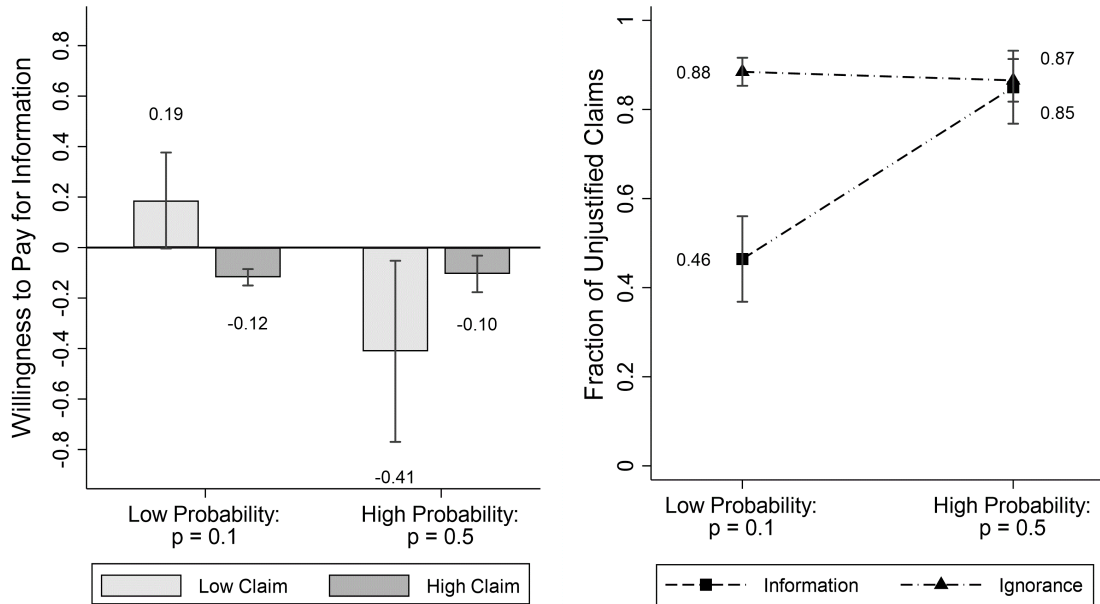 Willingness to Pay for Information
0.8
0.6
0.4
0.2
0
-0.2
-0.4
-0.6
-0.8
0.19
-0.12
-0.41
-0.10
Low Probability:
p = 0.1
High Probability:
p = 0.5
Low Claim
High Claim
Fraction of Unjustified Claims
1
0.8
0.6
0.4
0.2
0
0.88
0.46
0.87
0.85
Low Probability:
p = 0.1
High Probability:
p = 0.5
Information
Ignorance